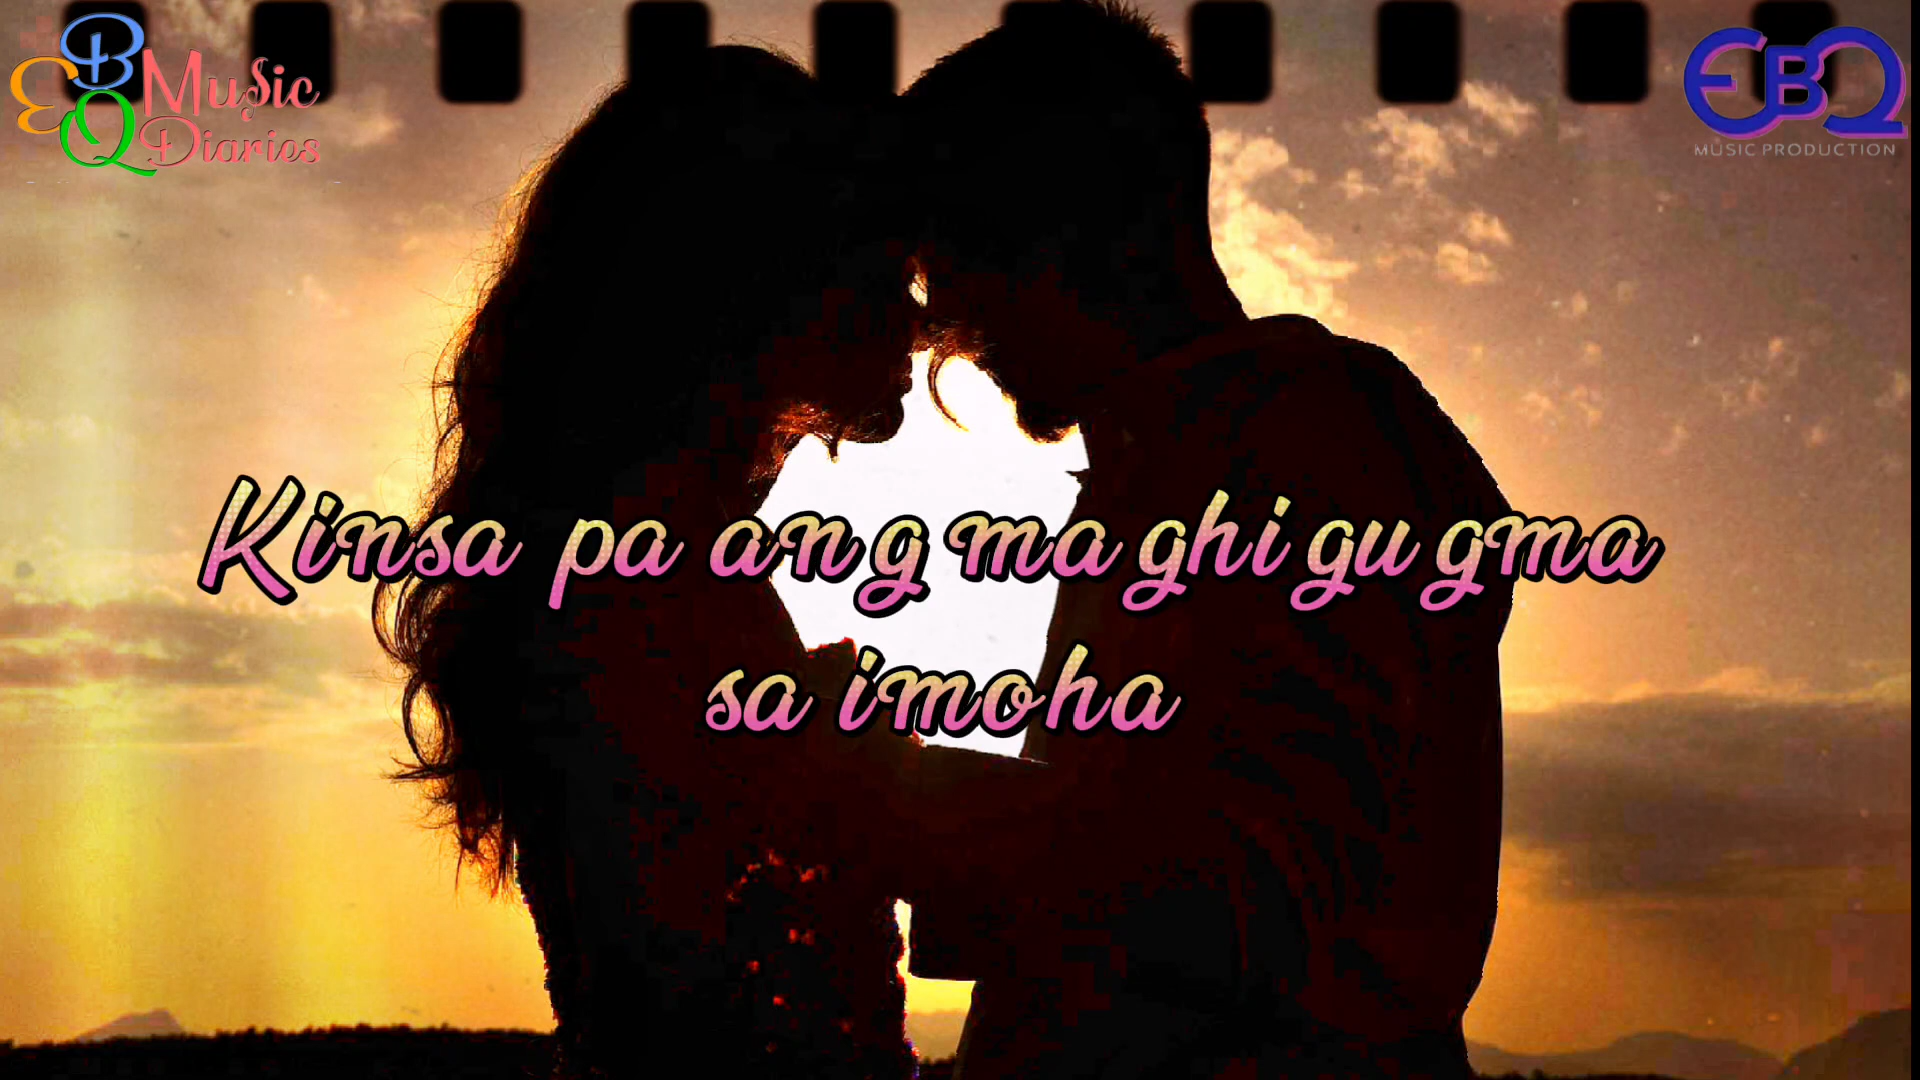 EBQ Music Diaries
EBQ
MUSIC PRODUCTION
Kinsa pa ang maghigugma
sa imoha